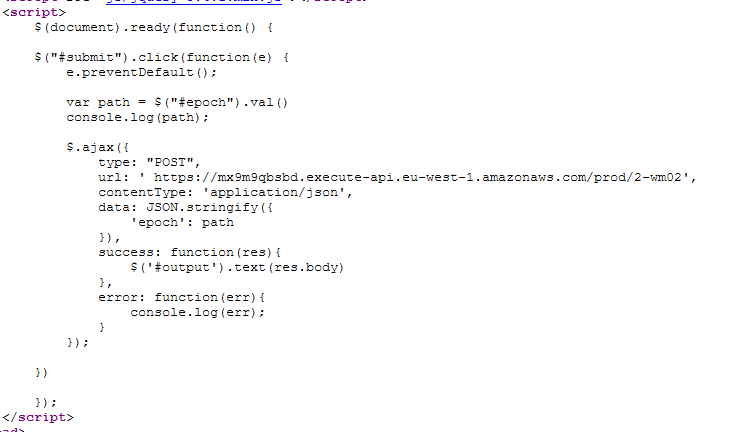 <script>
$(document).ready(function() {
$("#submit").click(function(e) {
e.preventDefault();
var path = $("#epoch").val()
console.log(path);
$.ajax({
type: "POST",
url: ' https://mx9m9qbsbd.execute-api.eu-west-1.amazonaws.com/prod/2-wm02',
contentType: 'application/json',
data: JSON.stringify({
'epoch': path
}),
success: function(res){
$('#output').text(res.body)
},
error: function(err){
console.log(err);
}
});
})
});
</script>